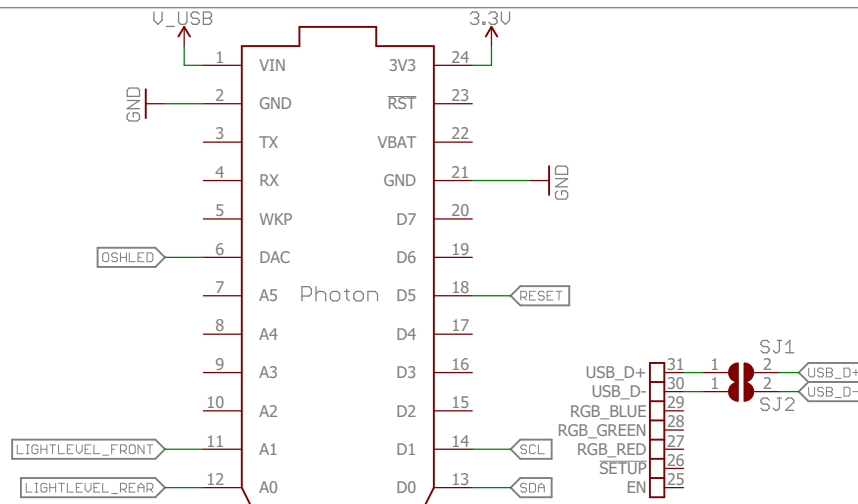 V_USB
3.3V
1 VIN 3V3 24
GND 2 GND RST 23
3 TX VBAT 22
4 RX GND 21 GND
5 WKP D7 20
OSHLED 6 DAC D6 19
7 A5 Photon D5 18 RESET
8 A4 D4 17
9 A3 D3 16
10 A2 D2 15
LIGHTLEVEL_FRONT 11 A1 D1 14 SCL
LIGHTLEVEL_REAR 12 A0 D0 13 SDA
SJ1
USB_D+ 31 1 2 USB_D+
USB_D- 30 1 2 USB_D-
SJ2
RGB_BLUE 29
RGB_GREEN 28
RGB_RED 27
SETUP 26
EN 25